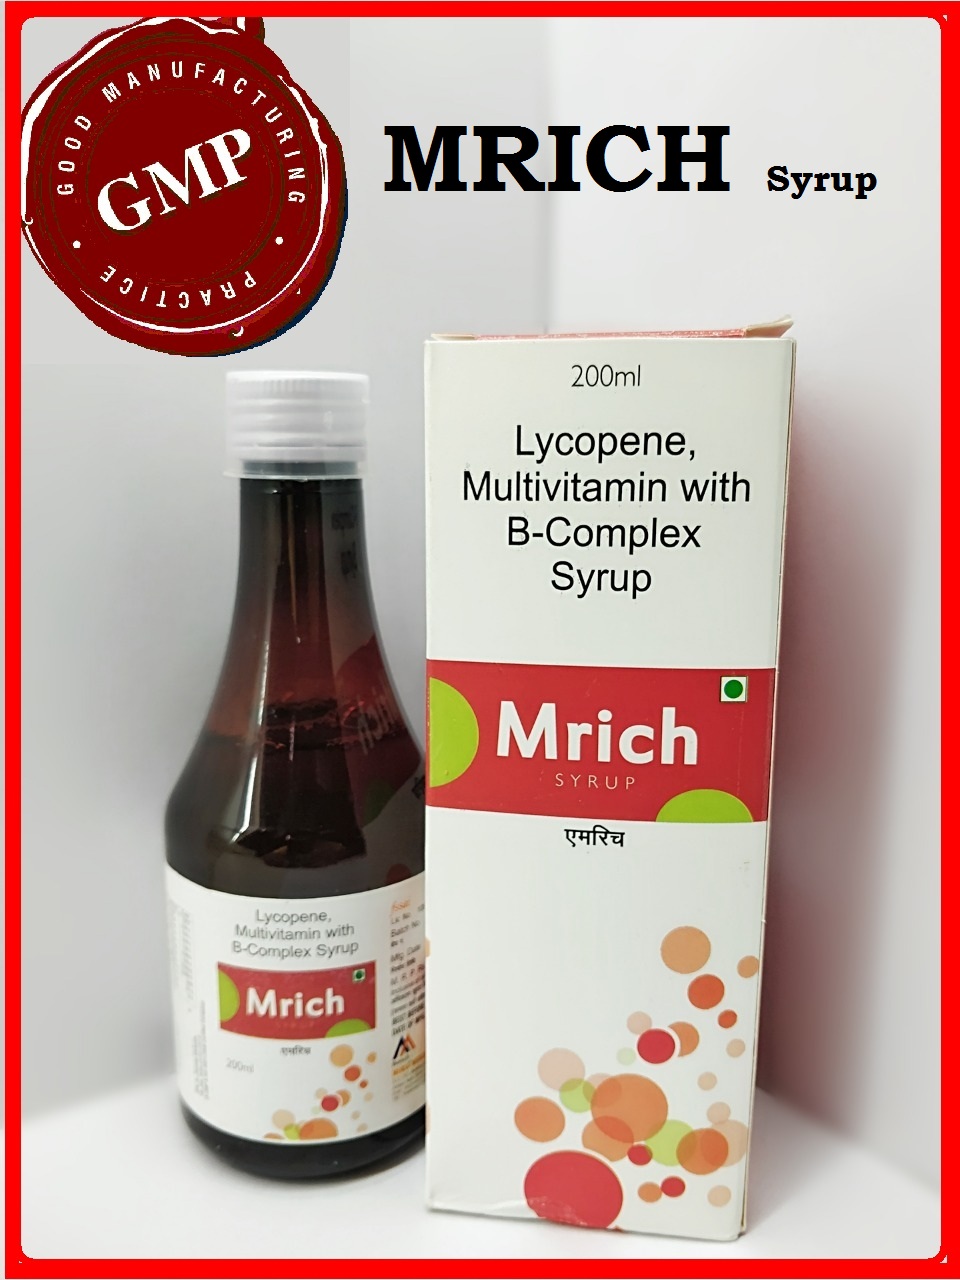 GOOD MANUFACTURING
GMP
PRACTICE
MRICH Syrup
200ml
Lycopene,
Multivitamin with
B-Complex
Syrup
Mrich
SYRUP
एमरिच
Lycopene,
Multivitamin with
B-Complex Syrup
Mrich
SYRUP
एमरिच
200ml